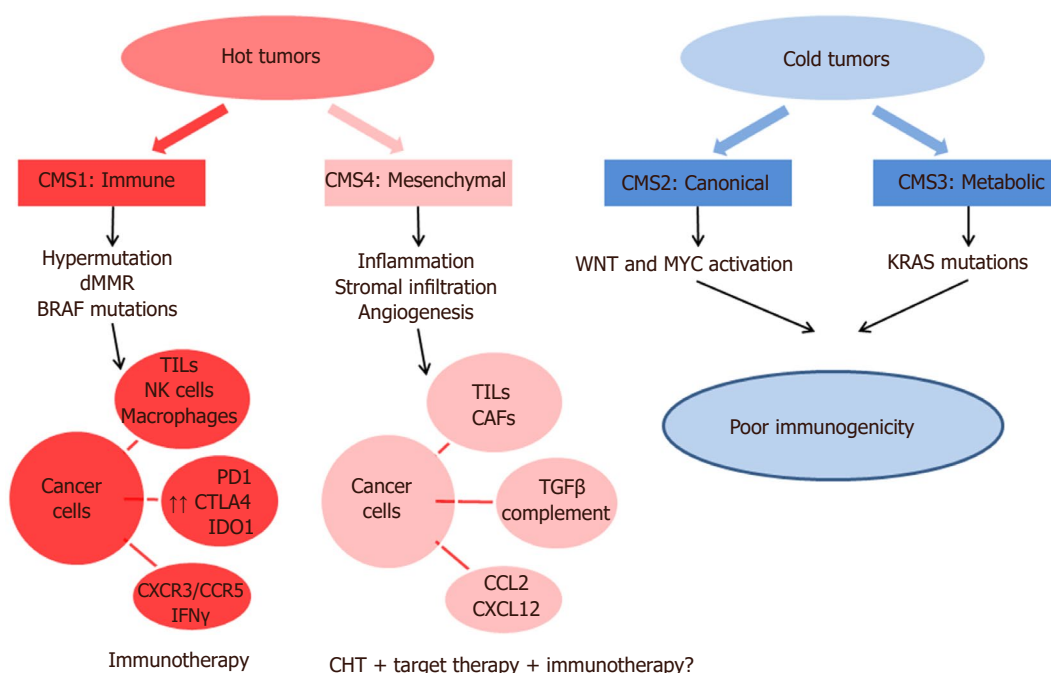 Hot tumors
Cold tumors
CMS1: Immune
CMS4: Mesenchymal
CMS2: Canonical
CMS3: Metabolic
Hypermutation
dMMR
BRAF mutations
Inflammation
Stromal infiltration
Angiogenesis
WNT and MYC activation
KRAS mutations
TILs
NK cells
Macrophages
TILs
CAFs
Poor immunogenicity
Cancer
cells
PD1
↑↑ CTLA4
IDO1
Cancer
cells
TGFβ
complement
CXCR3/CCR5
IFNγ
CCL2
CXCL12
Immunotherapy
CHT + target therapy + immunotherapy?